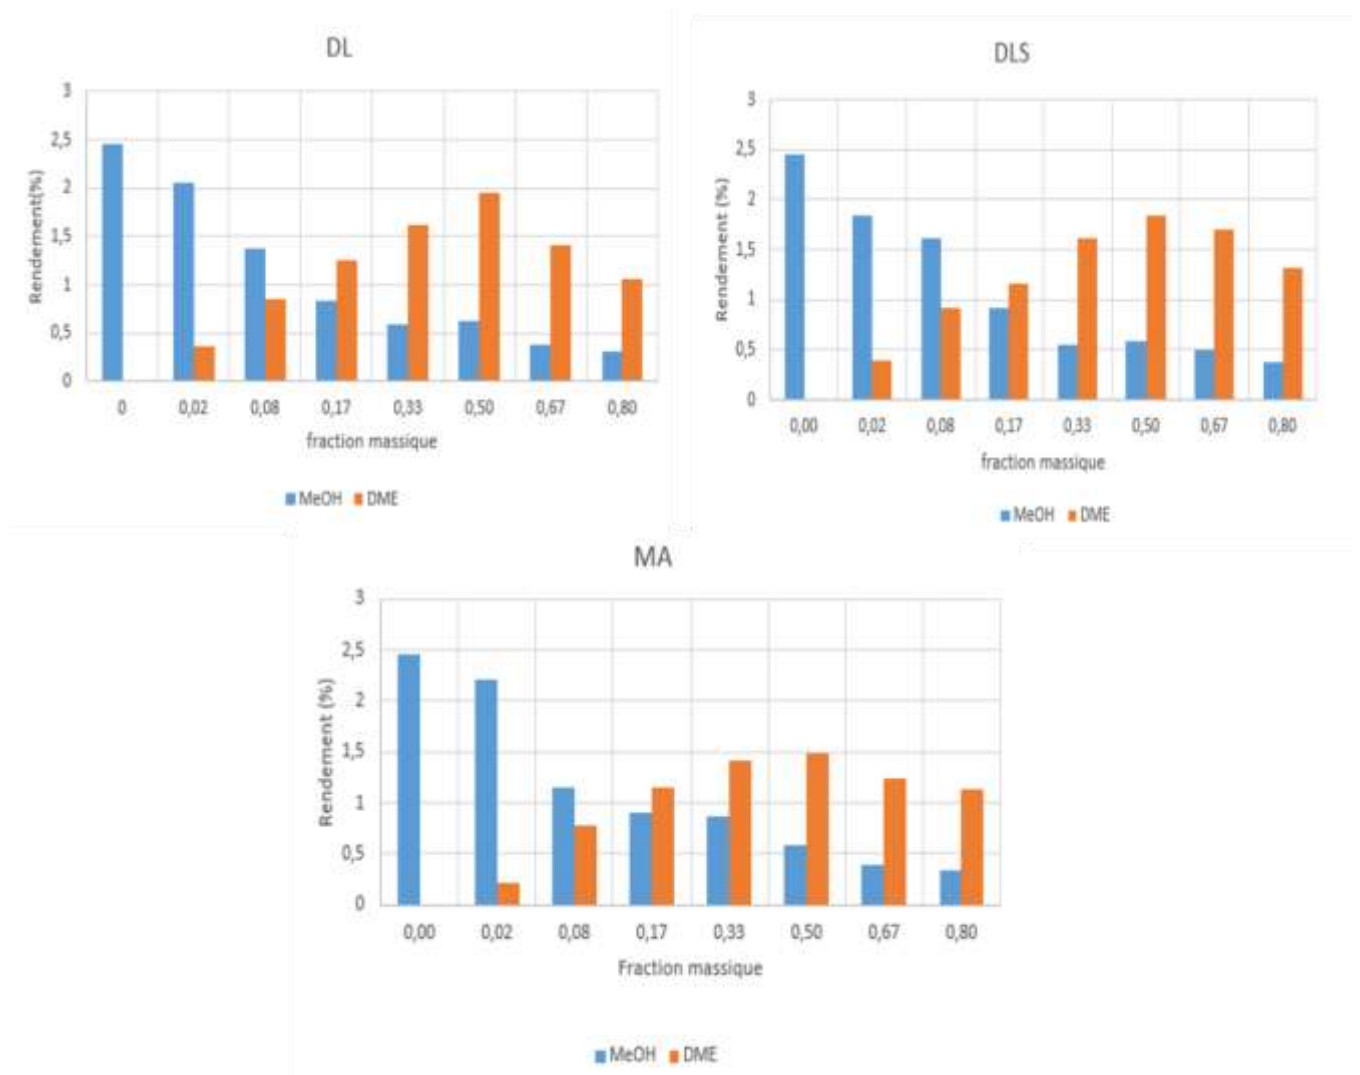 DL
Rendement(%)
3
2,5
2
1,5
1
0,5
0
0 0,02 0,08 0,17 0,33 0,50 0,67 0,80
fraction massique
MeOH DME
DLS
Rendement (%)
3
2,5
2
1,5
1
0,5
0
0,00 0,02 0,08 0,17 0,33 0,50 0,67 0,80
fraction massique
MeOH DME
MA
Rendement (%)
3
2,5
2
1,5
1
0,5
0
0,00 0,02 0,08 0,17 0,33 0,50 0,67 0,80
Fraction massique
MeOH DME